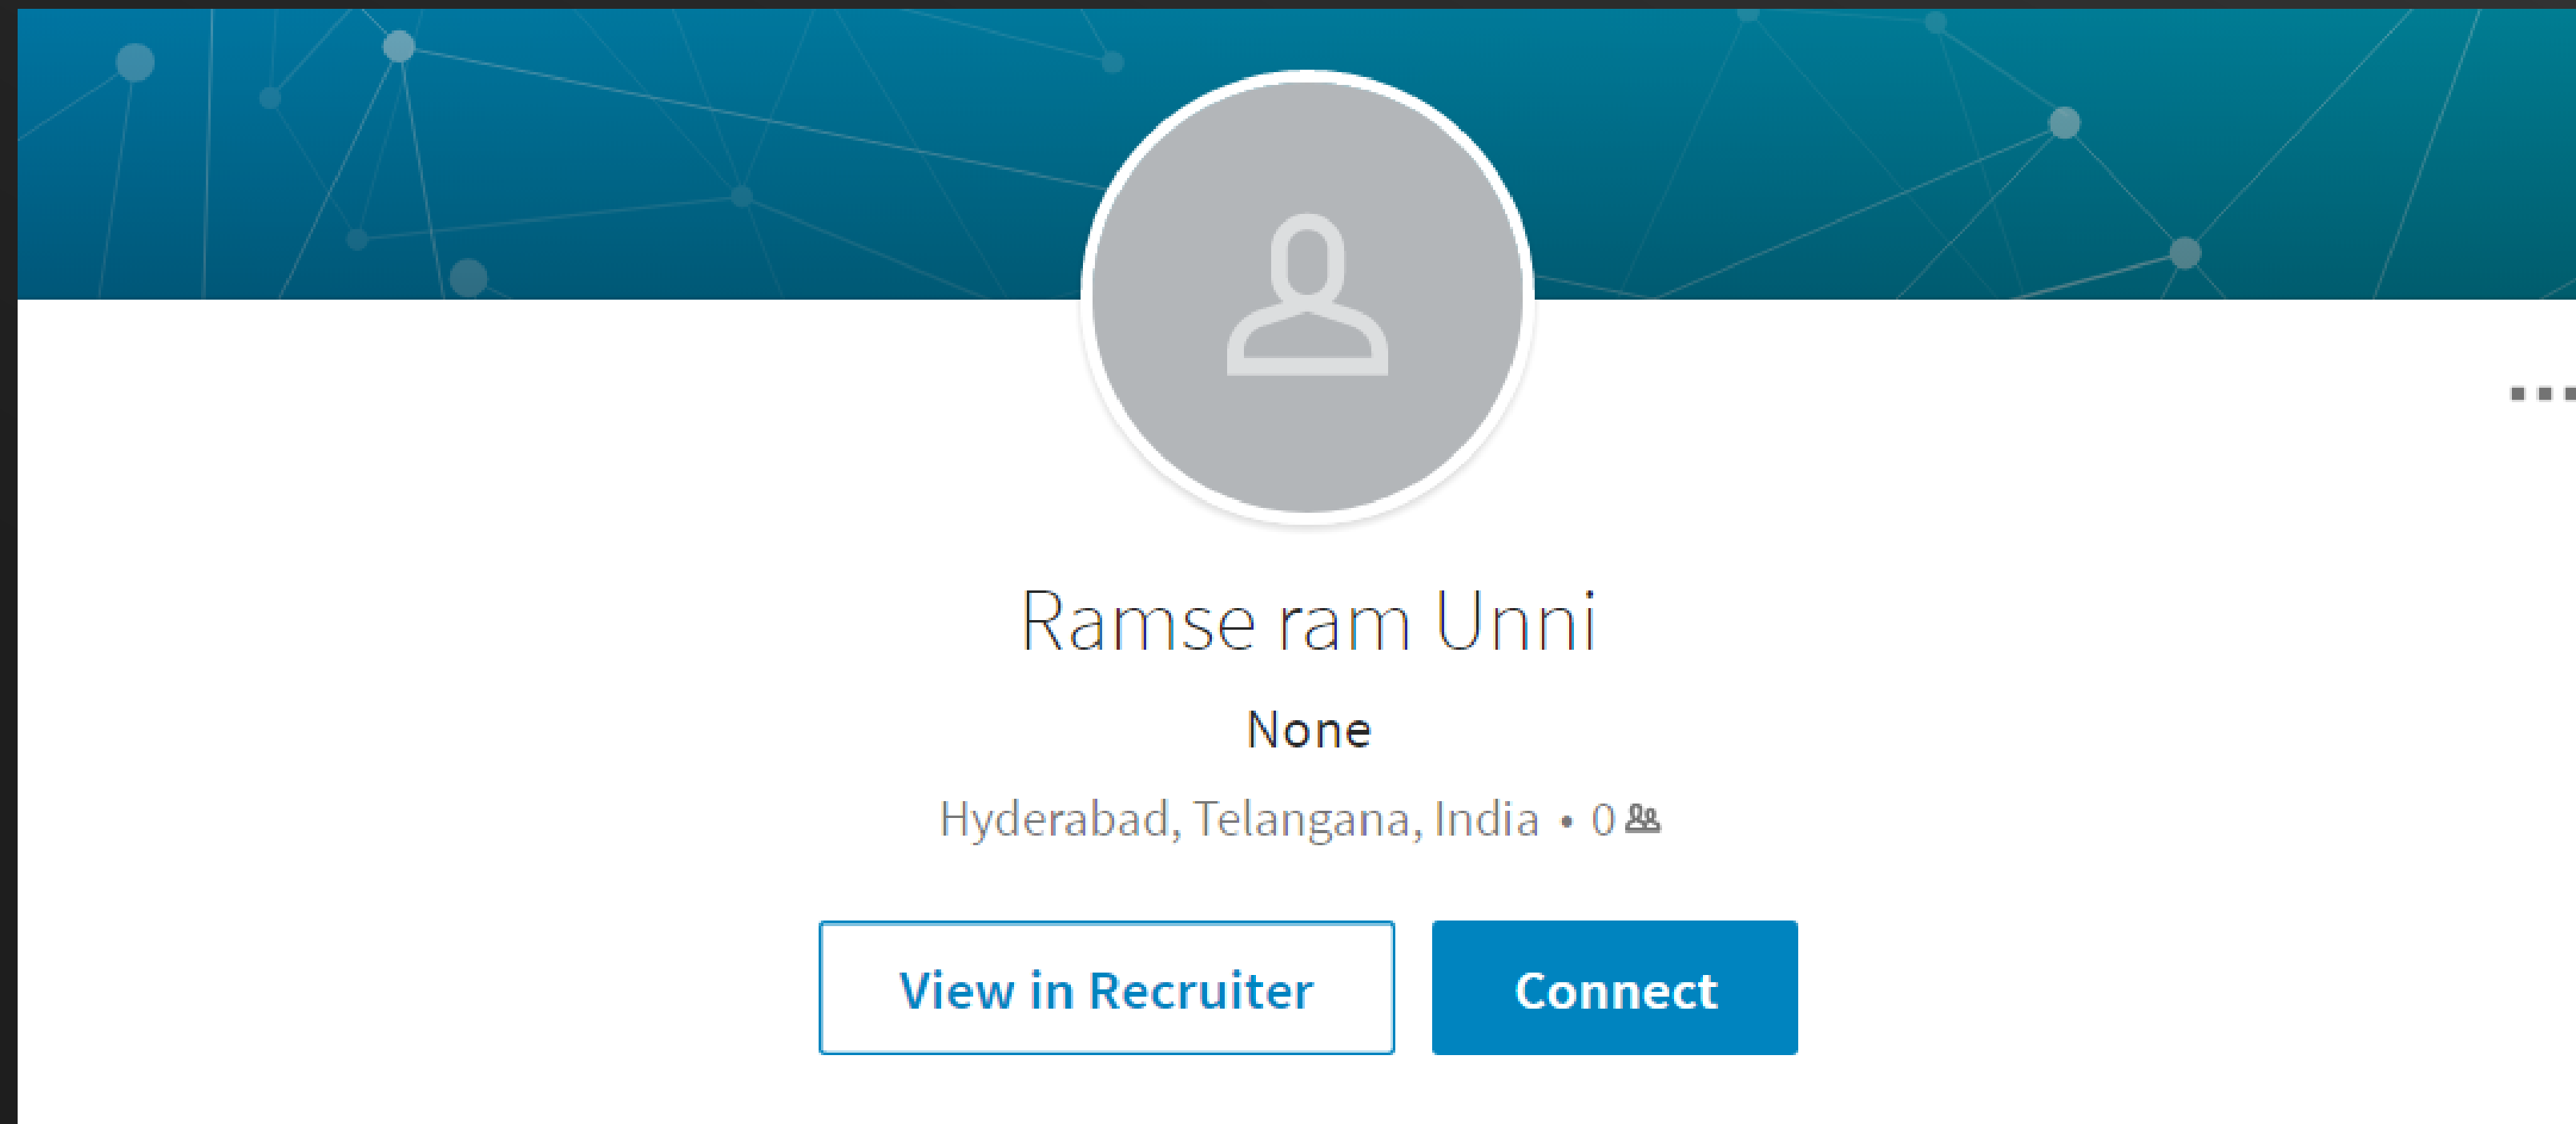 Ramse ram Unni
None
Hyderabad, Telangana, India • 0
View in Recruiter
Connect